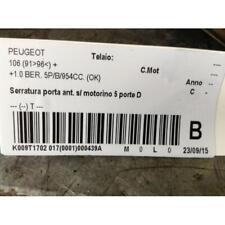 PEUGEOT
Telaio:
106 (91>96<) +
C.Mot
+1.0 BER. 5P/B/954CC. (OK)
Serratura porta ant. s/ motorino 5 porte D
C -
--- (--) T ---
B
K009T1702 017(0001)000439A M 0 L 0 23/09/15